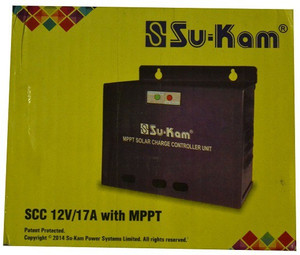 Su-Kam®
Su-Kam®
MPPT SOLAR CHARGE CONTROLLER UNIT
SCC 12V/17A with MPPT
Patent Protected.
Copyright © 2014 Su-Kam Power Systems Limited. All rights reserved.